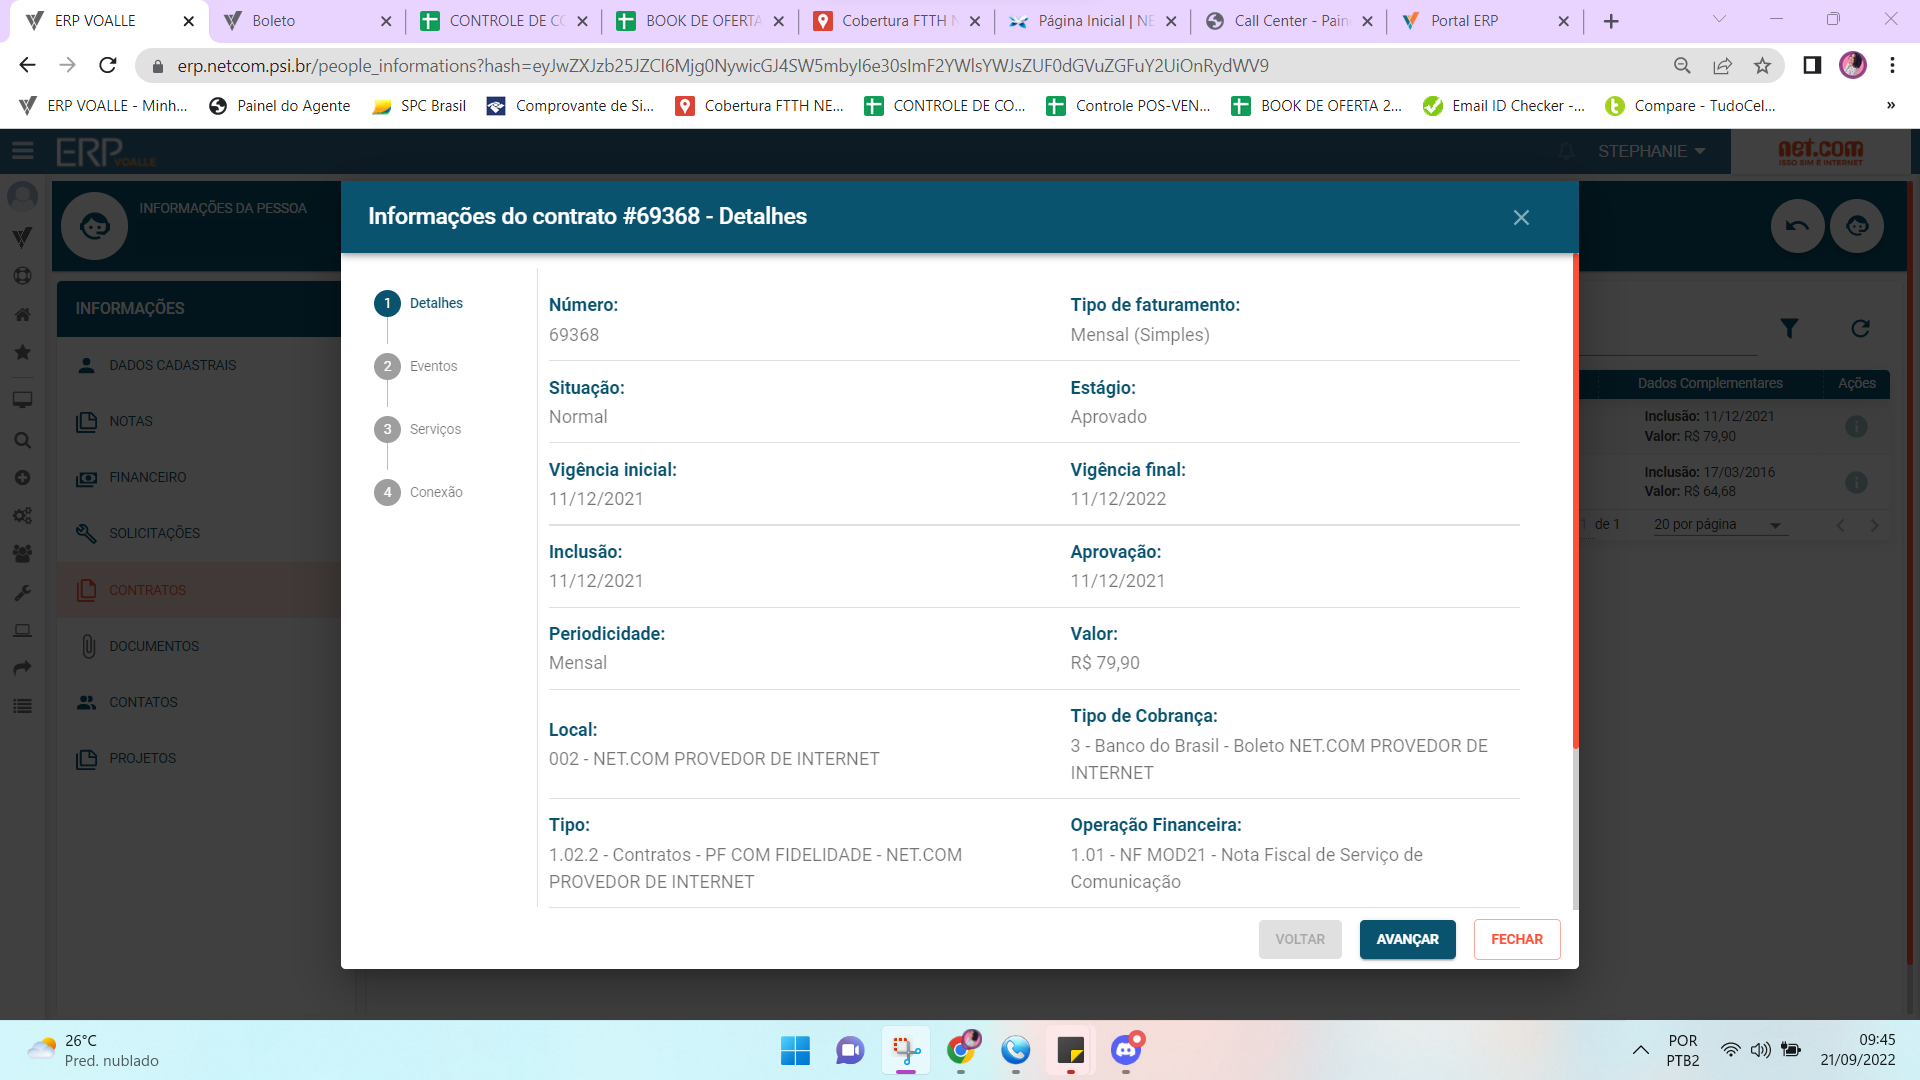 ERP VOALLE
Boleto
CONTROLE DE CO
BOOK DE OFERTA
Cobertura FTTH N
Página Inicial | NE
Call Center - Pain
Portal ERP
erp.netcom.psi.br/people_informations?hash=eyJwZXJzb25JZCI6Mjg0NywicGJ4SW5mbyI6e30sImF2YWlsYWJsZUF0dGVuZGFuY2UiOnRydWV9
ERP VOALLE - Minh...
Painel do Agente
SPC Brasil
Comprovante de Si...
Cobertura FTTH NE...
CONTROLE DE CO...
Controle POS-VEN...
BOOK DE OFERTA 2...
Email ID Checker -...
Compare - TudoCel...
»
ERP VOALLE
STEPHANIE
net.com
ISSO SIM É INTERNET
INFORMAÇÕES DA PESSOA
INFORMAÇÕES
DADOS CADASTRAIS
NOTAS
FINANCEIRO
SOLICITAÇÕES
CONTRATOS
DOCUMENTOS
CONTATOS
PROJETOS
Informações do contrato #69368 - Detalhes
1 Detalhes
2 Eventos
3 Serviços
4 Conexão
Número:
69368
Tipo de faturamento:
Mensal (Simples)
Situação:
Normal
Estágio:
Aprovado
Vigência inicial:
11/12/2021
Vigência final:
11/12/2022
Inclusão:
11/12/2021
Aprovação:
11/12/2021
Periodicidade:
Mensal
Valor:
R$ 79,90
Local:
002 - NET.COM PROVEDOR DE INTERNET
Tipo de Cobrança:
3 - Banco do Brasil - Boleto NET.COM PROVEDOR DE
INTERNET
Tipo:
1.02.2 - Contratos - PF COM FIDELIDADE - NET.COM
PROVEDOR DE INTERNET
Operação Financeira:
1.01 - NF MOD21 - Nota Fiscal de Serviço de
Comunicação
VOLTAR
AVANÇAR
FECHAR
Dados Complementares
Ações
Inclusão: 11/12/2021
Valor: R$ 79,90
Inclusão: 17/03/2016
Valor: R$ 64,68
1 de 1
20 por página
26°C
Pred. nublado
POR
PTB2
09:45
21/09/2022